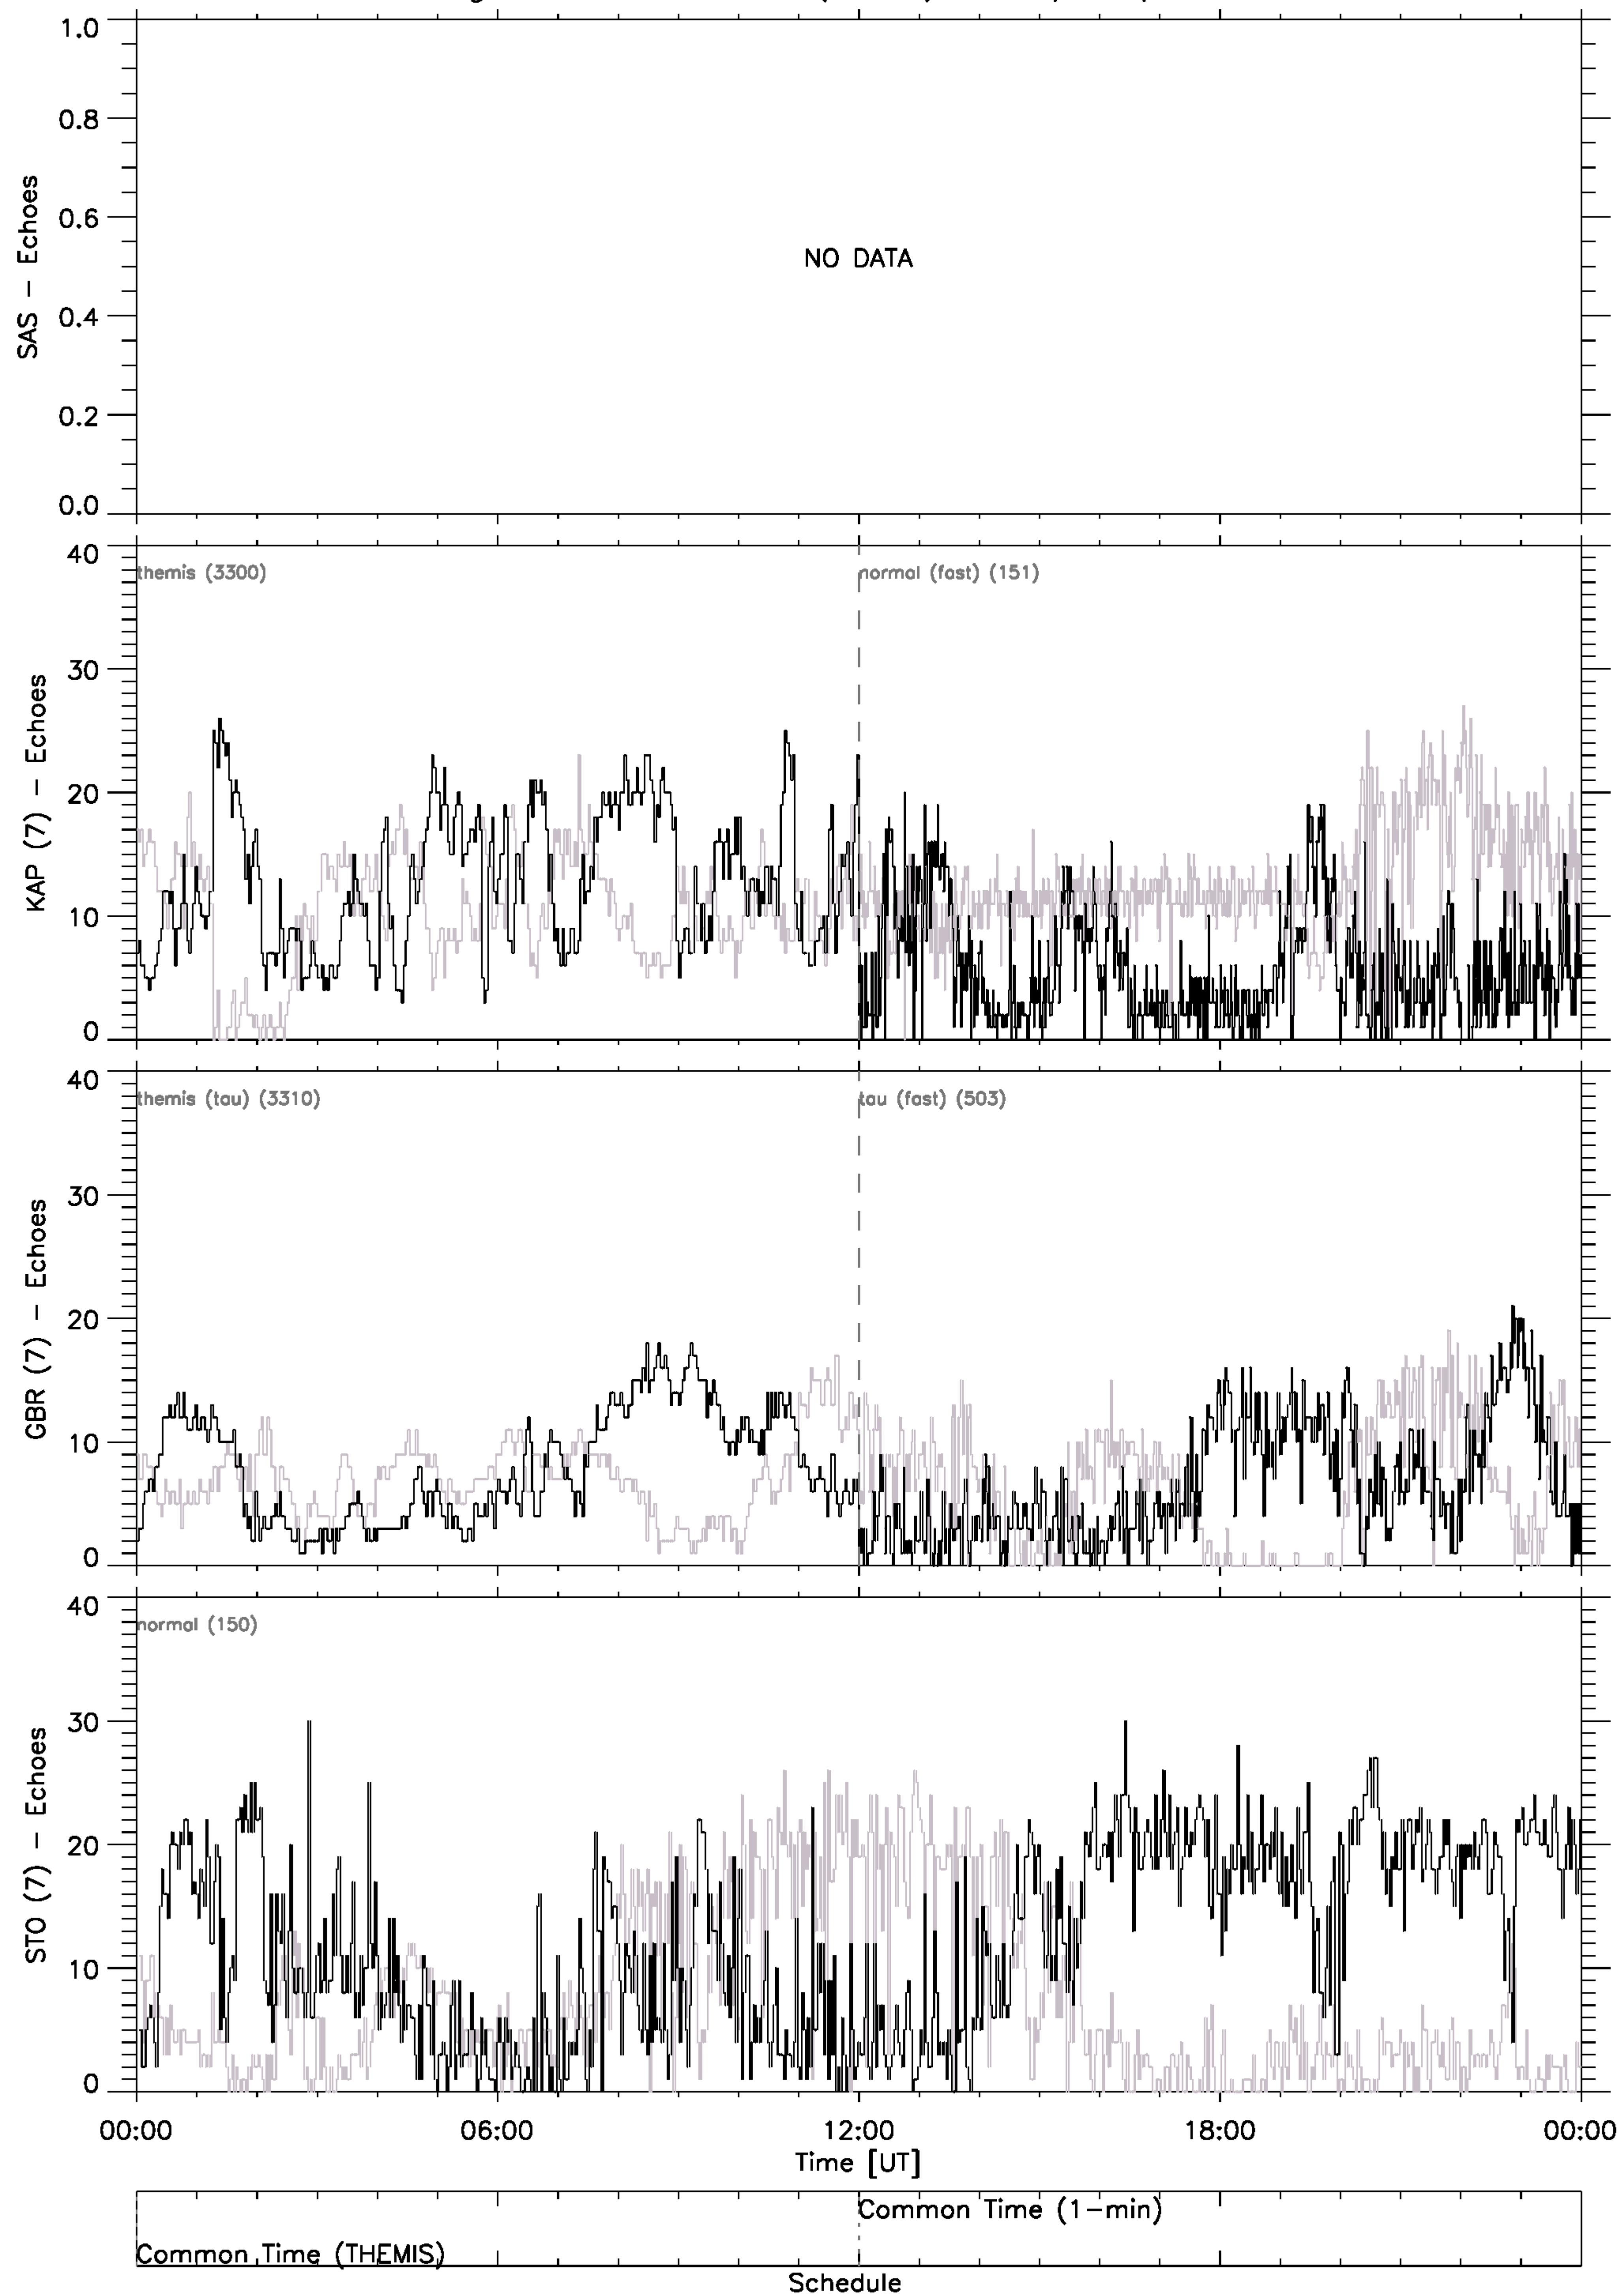 1.0
0.8
0.6
0.4
0.2
0.0
SAS - Echoes
NO DATA
40
30
20
10
0
KAP (7) - Echoes
themis (3300)
normal (fast) (151)
40
30
20
10
0
GBR (7) - Echoes
themis (tau) (3310)
tau (fast) (503)
40
30
20
10
0
STO (7) - Echoes
normal (150)
00:00 06:00 12:00 18:00 00:00
Time [UT]
Common Time (1-min)
Common Time (THEMIS)
Schedule